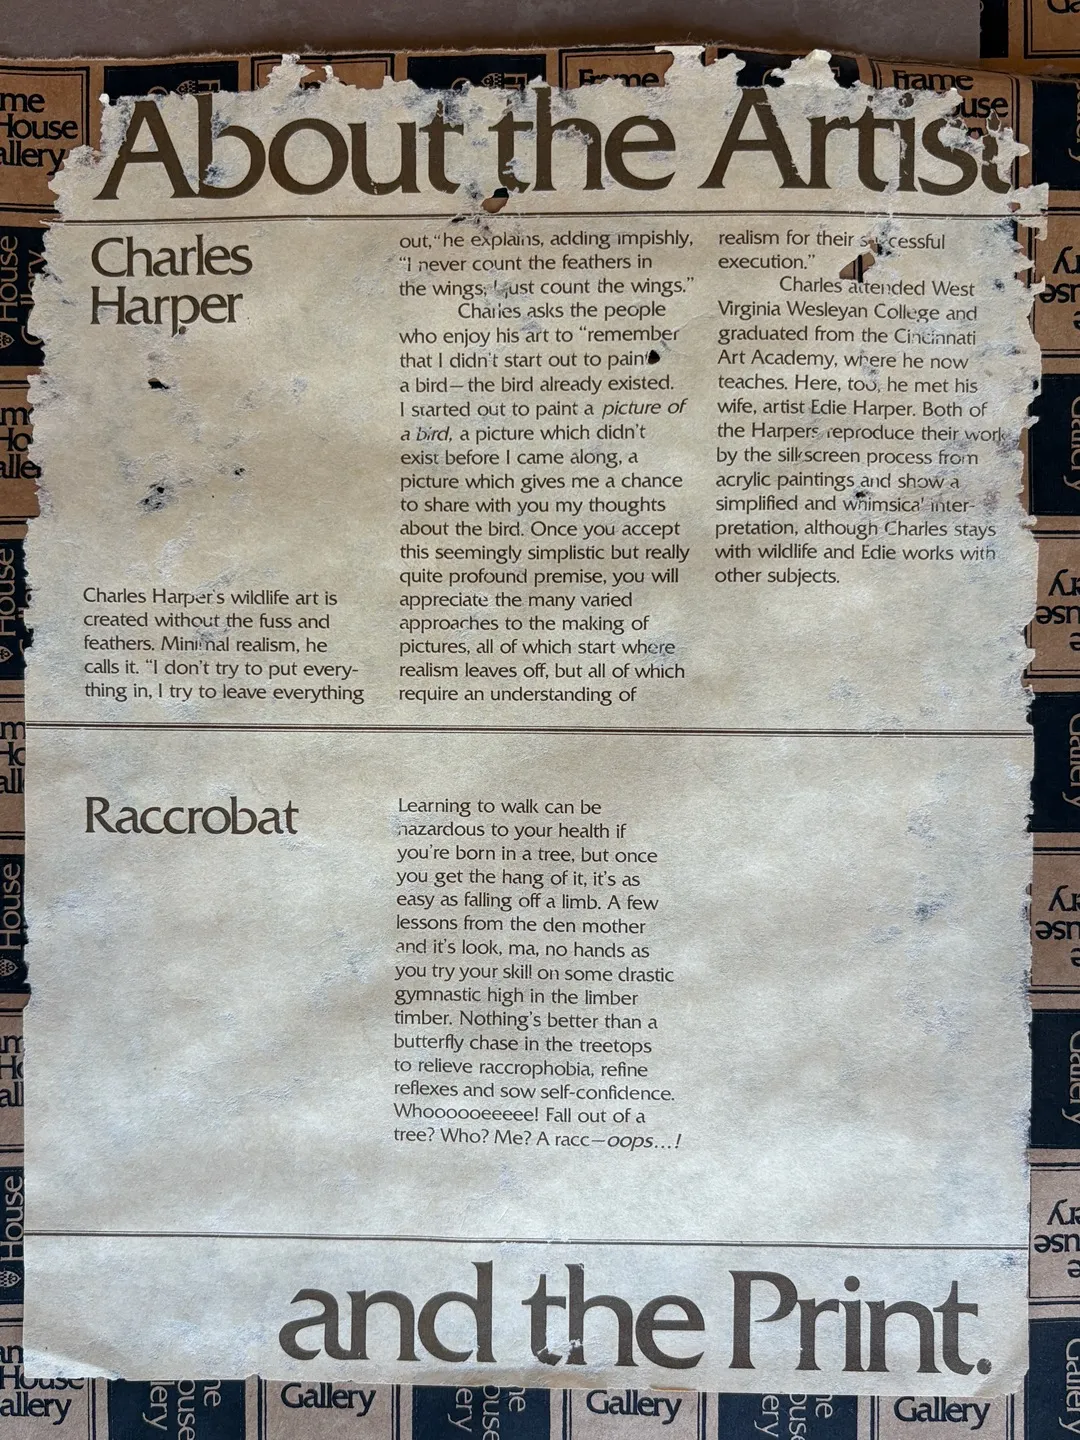 About the Artist
Charles
Harper
Charles Harper's wildlife art is
created without the fuss and
feathers. Minimal realism, he
calls it. “I don't try to put every-
thing in, I try to leave everything
out,“he explains, adding impishly,
“I never count the feathers in
the wings; I just count the wings.”
Charles asks the people
who enjoy his art to “remember
that I didn't start out to paint
a bird—the bird already existed.
I started out to paint a picture of
a bird, a picture which didn't
exist before I came along, a
picture which gives me a chance
to share with you my thoughts
about the bird. Once you accept
this seemingly simplistic but really
quite profound premise, you will
appreciate the many varied
approaches to the making of
pictures, all of which start where
realism leaves off, but all of which
require an understanding of
realism for their successful
execution.”
Charles attended West
Virginia Wesleyan College and
graduated from the Cincinnati
Art Academy, where he now
teaches. Here, too, he met his
wife, artist Edie Harper. Both of
the Harpers reproduce their work
by the silkscreen process from
acrylic paintings and show a
simplified and whimsical inter-
pretation, although Charles stays
with wildlife and Edie works with
other subjects.
Raccrobat
Learning to walk can be
hazardous to your health if
you're born in a tree, but once
you get the hang of it, it's as
easy as falling off a limb. A few
lessons from the den mother
and it's look, ma, no hands as
you try your skill on some drastic
gymnastic high in the limber
timber. Nothing's better than a
butterfly chase in the treetops
to relieve raccrophobia, refine
reflexes and sow self-confidence.
Whoooooeeeee! Fall out of a
tree? Who? Me? A racc—oops...!
and the Print.
Frame
House
Gallery
Gallery
Gallery
Gallery